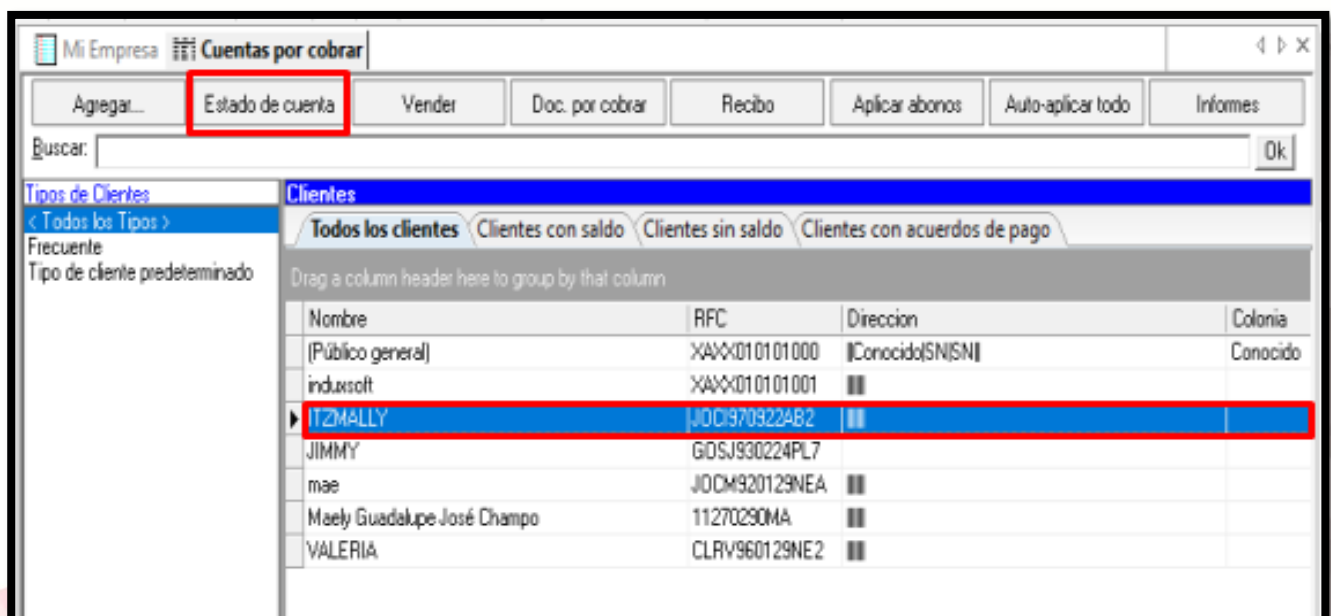 Mi Empresa Cuentas por cobrar
Agregar... Estado de cuenta Vender Doc. por cobrar Recibo Aplicar abonos Auto-aplicar todo Informes
Buscar: Ok
Tipos de Clientes
< Todos los Tipos >
Frecuente
Tipo de cliente predeterminado
Clientes
Todos los clientes Clientes con saldo Clientes sin saldo Clientes con acuerdos de pago
Drag a column header here to group by that column
Nombre RFC Direccion Colonia
(Público general) XAXX010101000 ||Conocido|SN|SN|| Conocido
induxsoft XAXX010101001 ||||
ITZMALLY JOCI970922AB2 ||||
JIMMY GOSJ930224PL7
mae JOCM920129NEA ||||
Maely Guadalupe José Champo 11270290MA ||||
VALERIA CLRV960129NE2 ||||